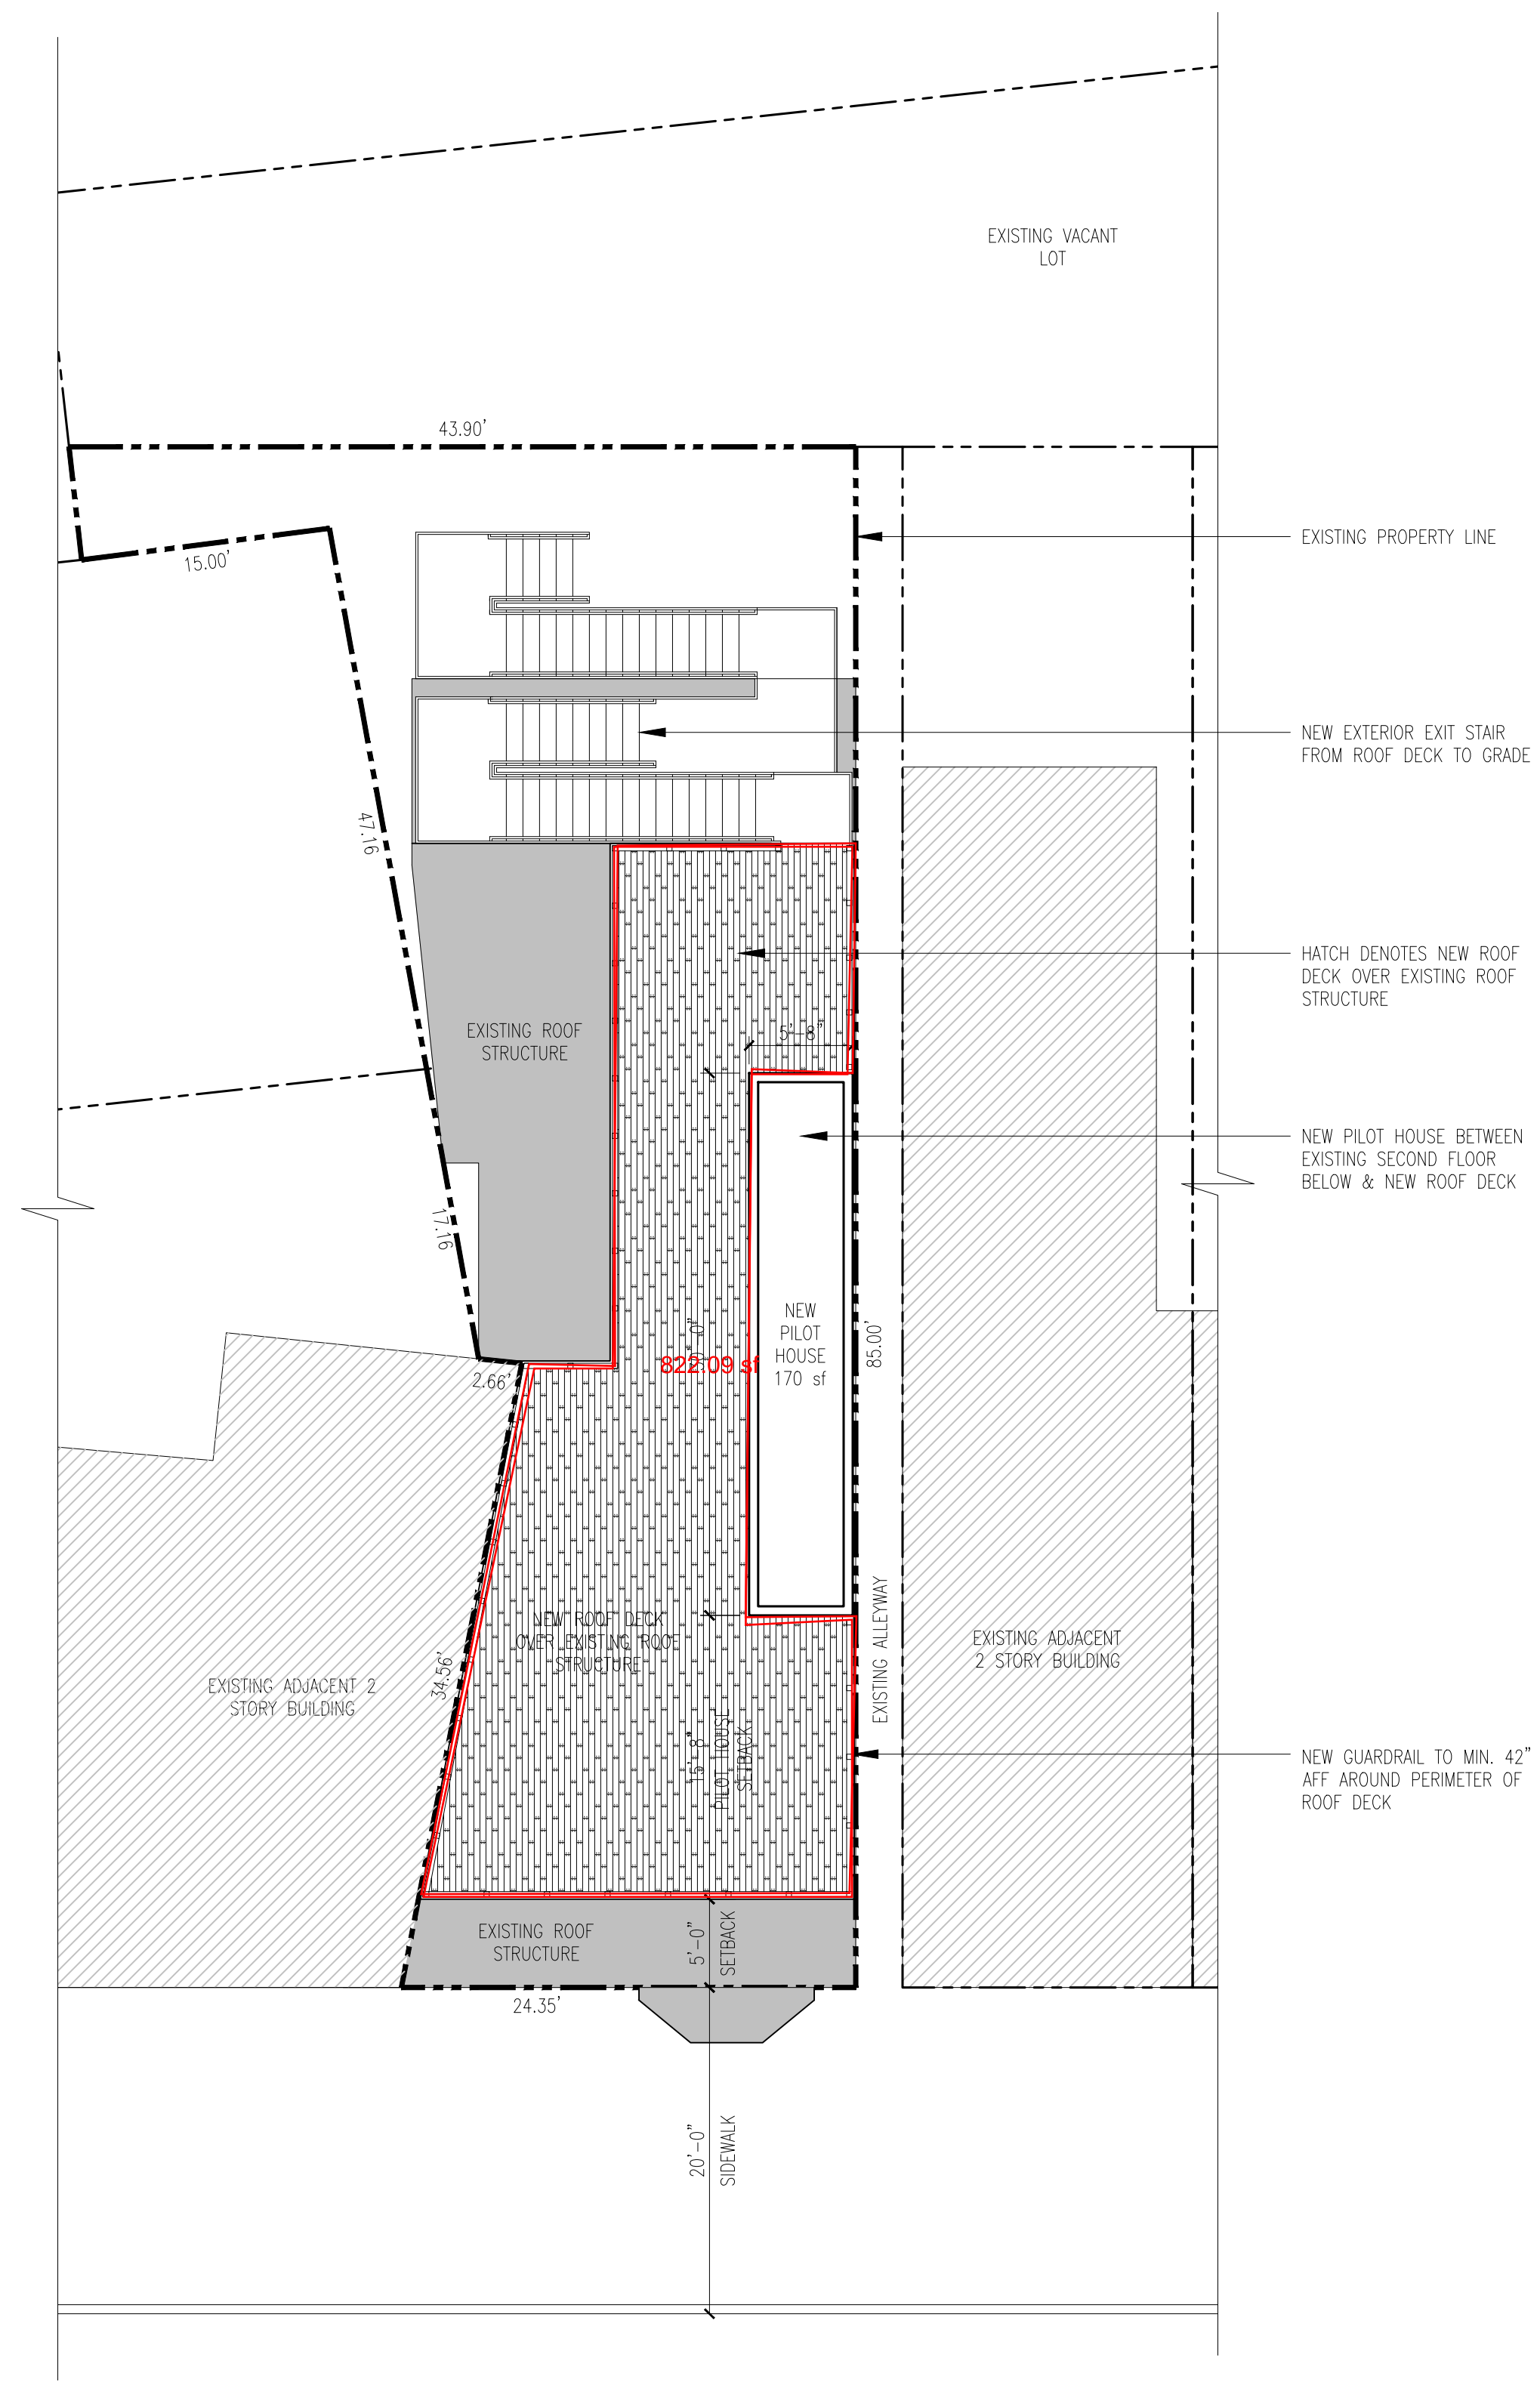 EXISTING VACANT
LOT
43.90'
15.00'
EXISTING PROPERTY LINE
NEW EXTERIOR EXIT STAIR
FROM ROOF DECK TO GRADE
47.16
HATCH DENOTES NEW ROOF
DECK OVER EXISTING ROOF
STRUCTURE
EXISTING ROOF
STRUCTURE
5'-8"
NEW PILOT HOUSE BETWEEN
EXISTING SECOND FLOOR
BELOW & NEW ROOF DECK
17.16
NEW
PILOT
HOUSE
170 sf
85.00'
822.09 sf
2.66'
EXISTING ALLEYWAY
NEW ROOF DECK
OVER EXISTING ROOF
STRUCTURE
34.56'
EXISTING ADJACENT
2 STORY BUILDING
EXISTING ADJACENT 2
STORY BUILDING
15'-8"
PILOT HOUSE
SETBACK
NEW GUARDRAIL TO MIN. 42"
AFF AROUND PERIMETER OF
ROOF DECK
EXISTING ROOF
STRUCTURE
5'-0"
SETBACK
24.35'
20'-0"
SIDEWALK